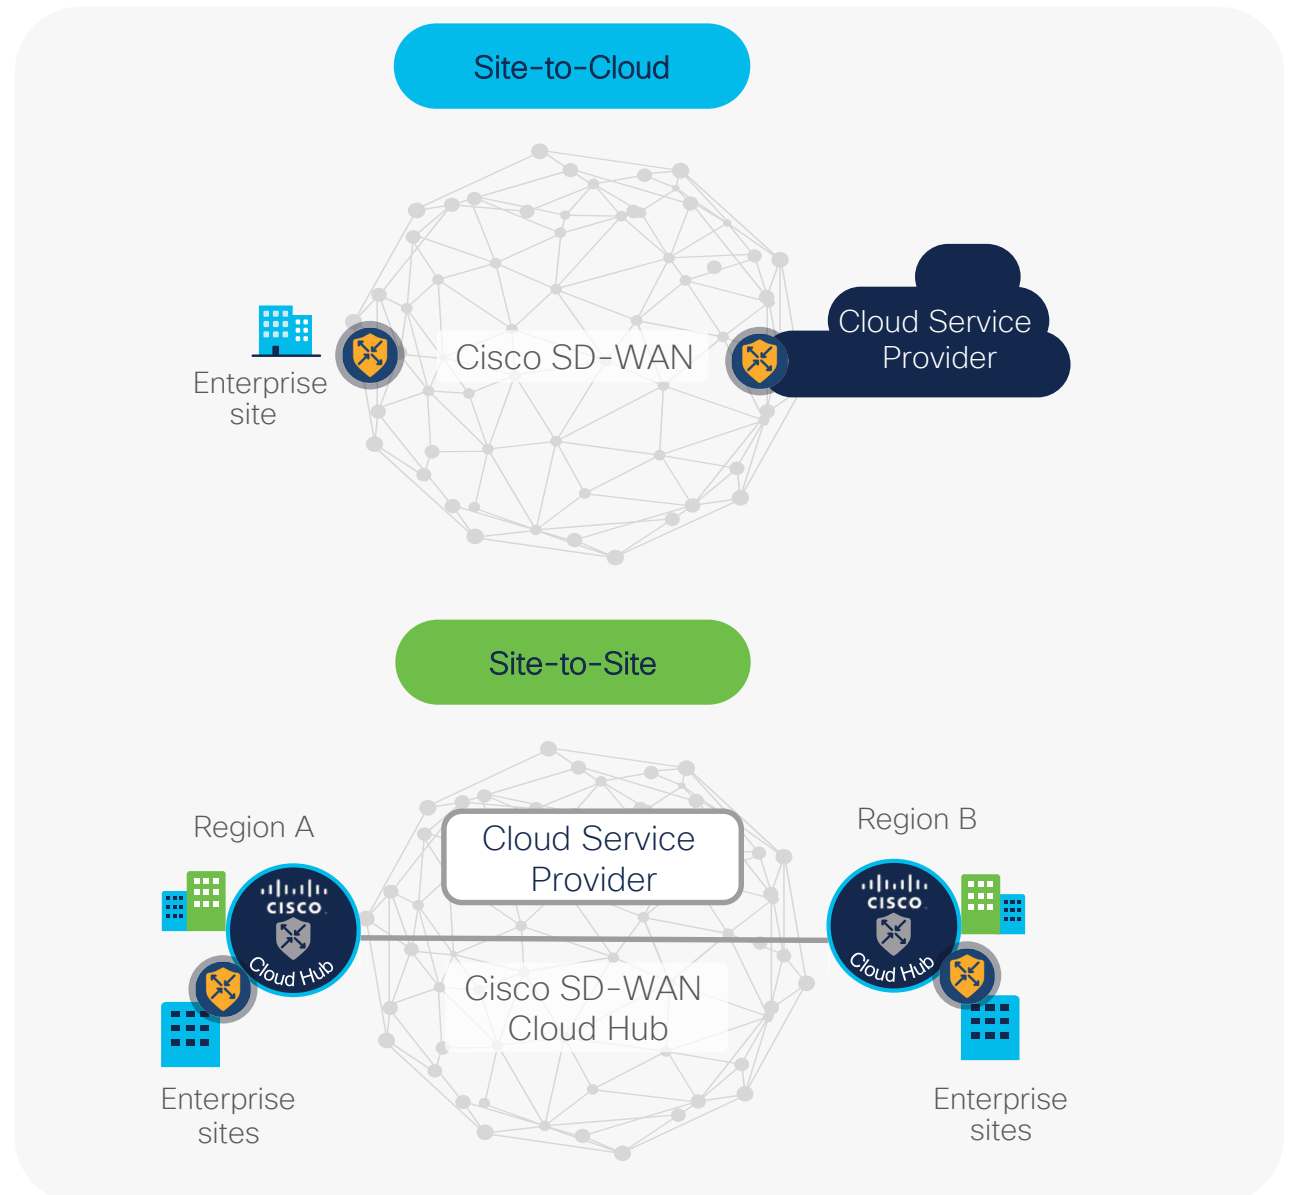 Site-to-Cloud
Cisco SD-WAN
Cloud Service
Provider
Enterprise
site
Site-to-Site
Region A
Region B
Cloud Service
Provider
CISCO
Cloud Hub
CISCO
Cloud Hub
Cisco SD-WAN
Cloud Hub
Enterprise
sites
Enterprise
sites